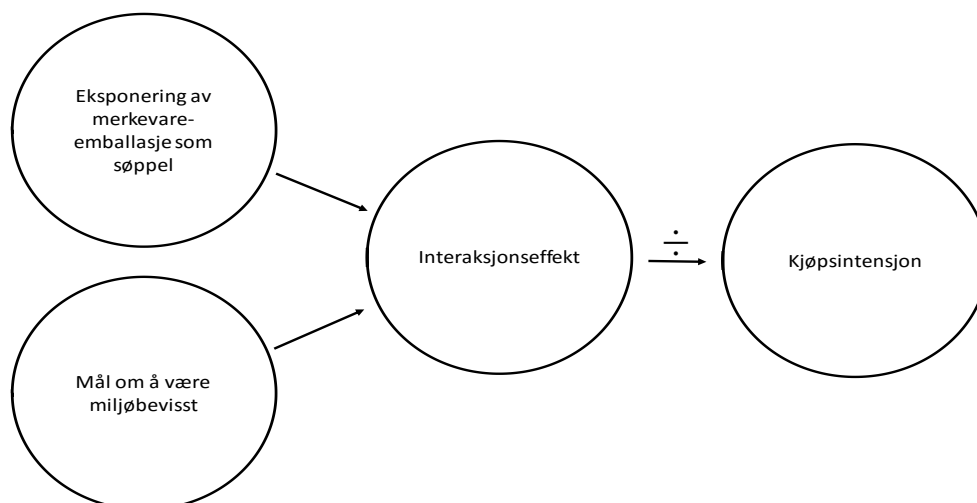 Eksponering av
merkevare-
emballasje som
søppel
Interaksjonseffekt
÷
Kjøpsintensjon
Mål om å være
miljøbevisst